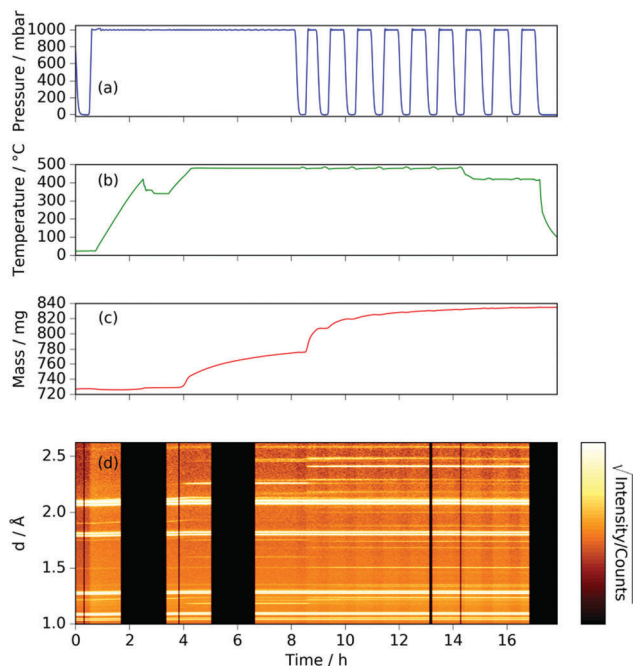 1000
800
600
400
200
0
Pressure / mbar
(a)
500
400
300
200
100
0
Temperature / °C
(b)
840
820
800
780
760
740
720
Mass / mg
(c)
2.5
2.0
1.5
1.0
d / Å
(d)
0 2 4 6 8 10 12 14 16
Time / h
√Intensity/Counts